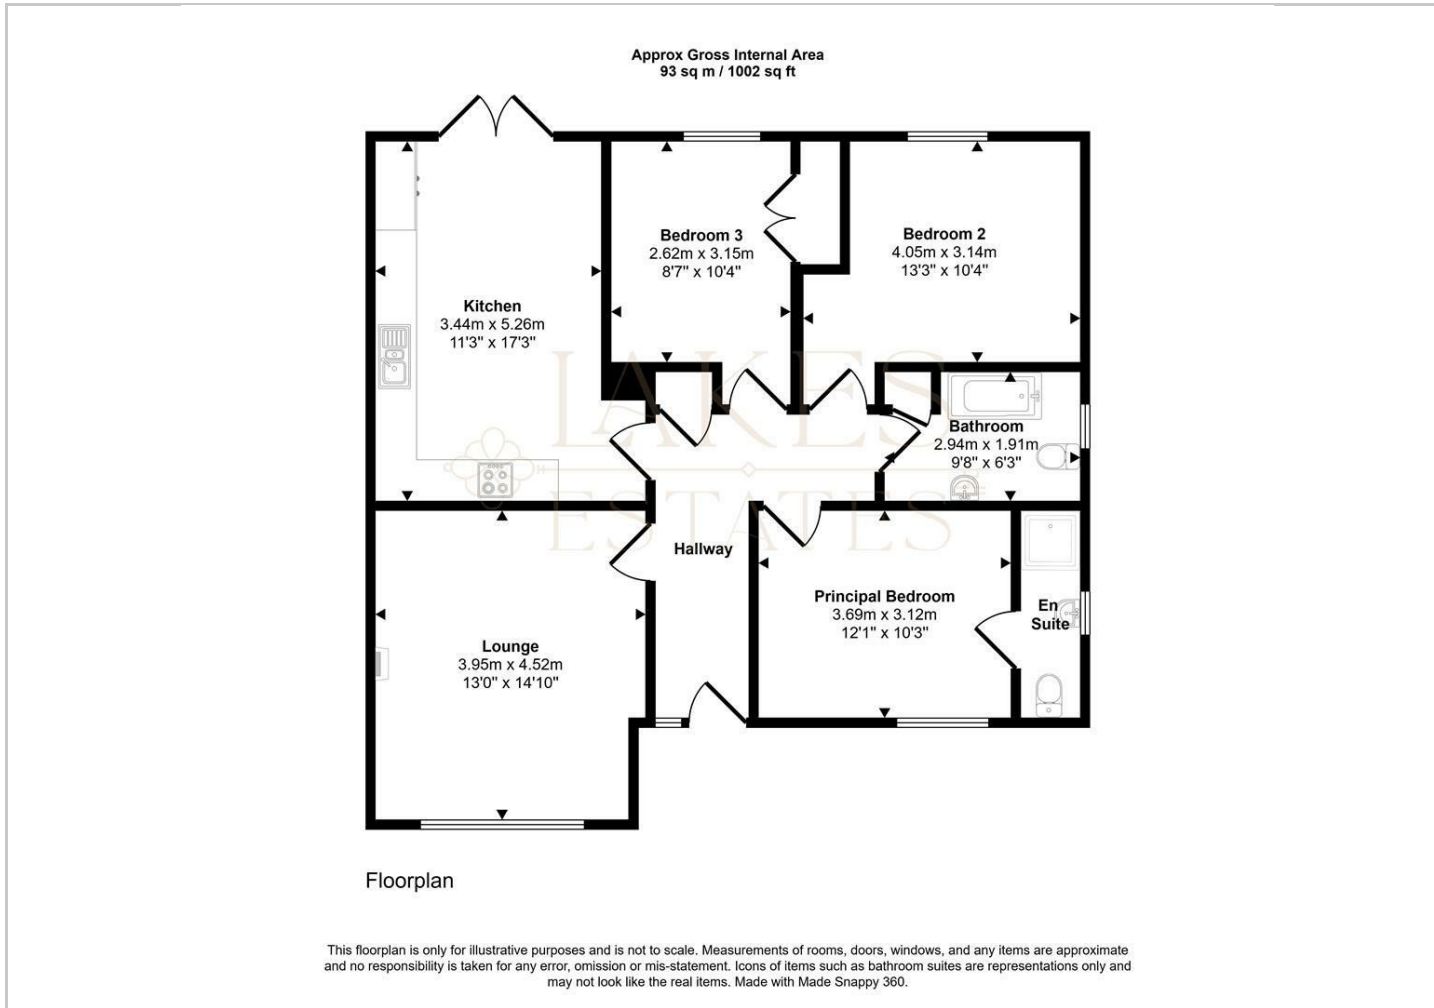 Approx Gross Internal Area
93 sq m / 1002 sq ft
Bedroom 3
2.62m x 3.15m
8'7" x 10'4"
Bedroom 2
4.05m x 3.14m
13'3" x 10'4"
Kitchen
3.44m x 5.26m
11'3" x 17'3"
LAKES
ESTATES
Bathroom
2.94m x 1.91m
9'8" x 6'3"
Hallway
Principal Bedroom
3.69m x 3.12m
12'1" x 10'3"
En
Suite
Lounge
3.95m x 4.52m
13'0" x 14'10"
Floorplan
This floorplan is only for illustrative purposes and is not to scale. Measurements of rooms, doors, windows, and any items are approximate
and no responsibility is taken for any error, omission or mis-statement. Icons of items such as bathroom suites are representations only and
may not look like the real items. Made with Made Snappy 360.